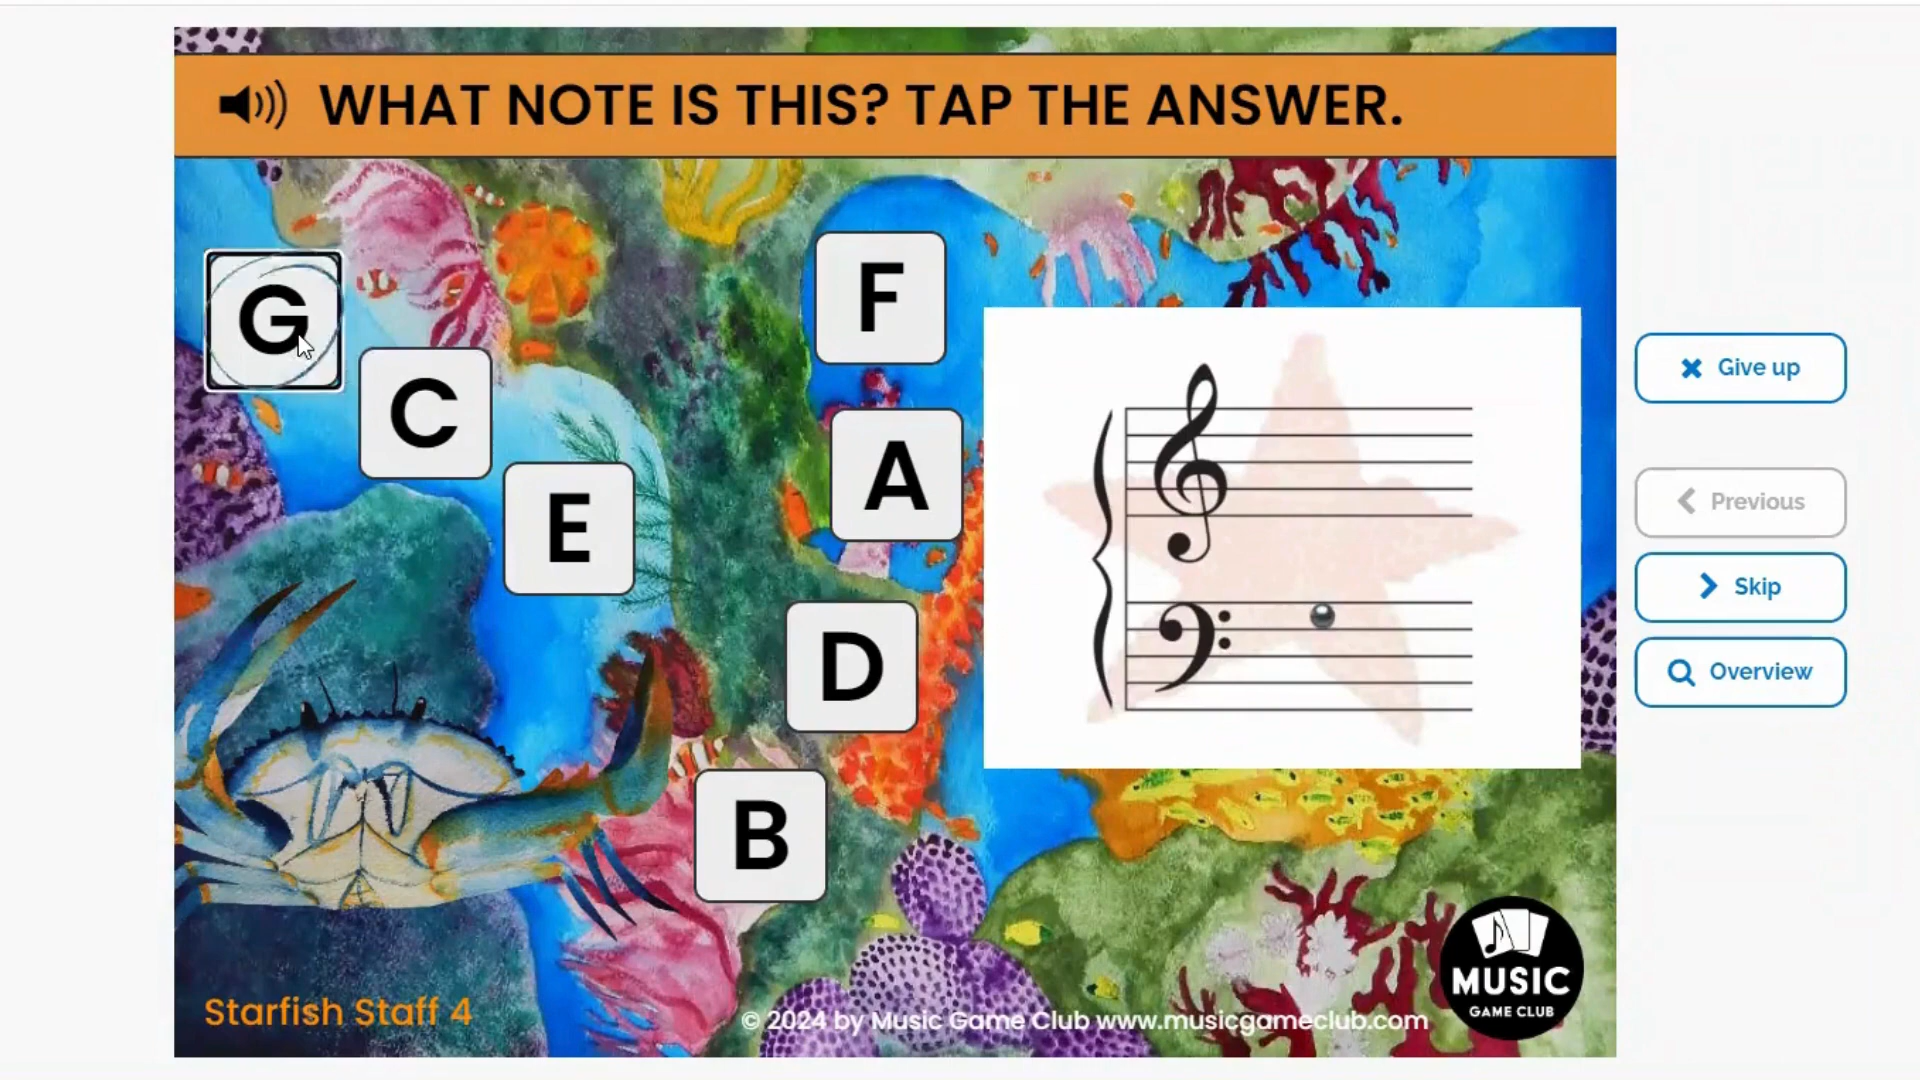 WHAT NOTE IS THIS? TAP THE ANSWER.
G
F
C
A
E
D
B
Give up
Previous
Skip
Overview
Starfish Staff 4
© 2024 by Music Game Club www.musicgameclub.com
MUSIC
GAME CLUB